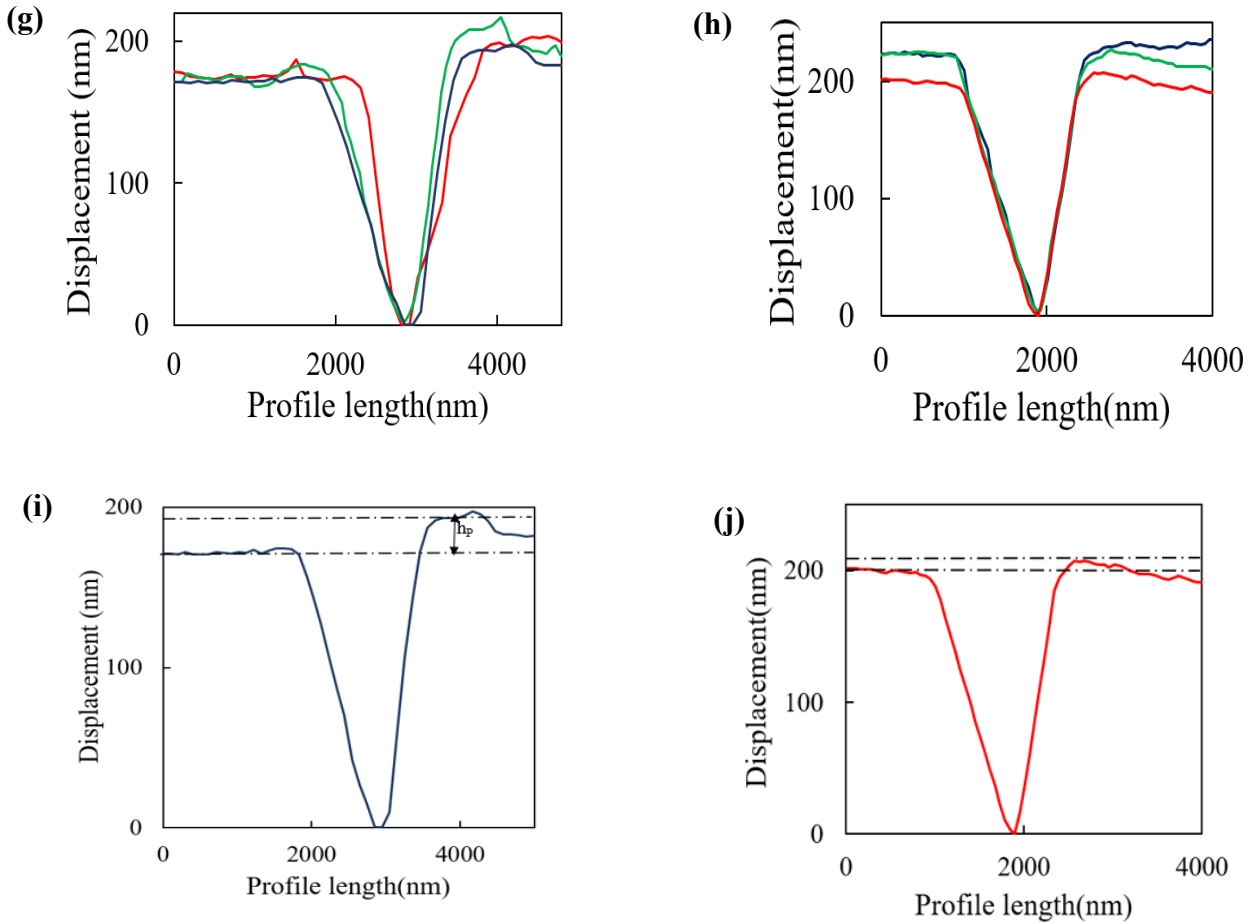 (g)
Displacement (nm)
200
100
0
0
2000
4000
Profile length(nm)
(h)
Displacement(nm)
200
100
0
0
2000
4000
Profile length(nm)
(i)
Displacement (nm)
200
100
0
hP
0
2000
4000
Profile length(nm)
(j)
Displacement(nm)
200
100
0
0
2000
4000
Profile length(nm)